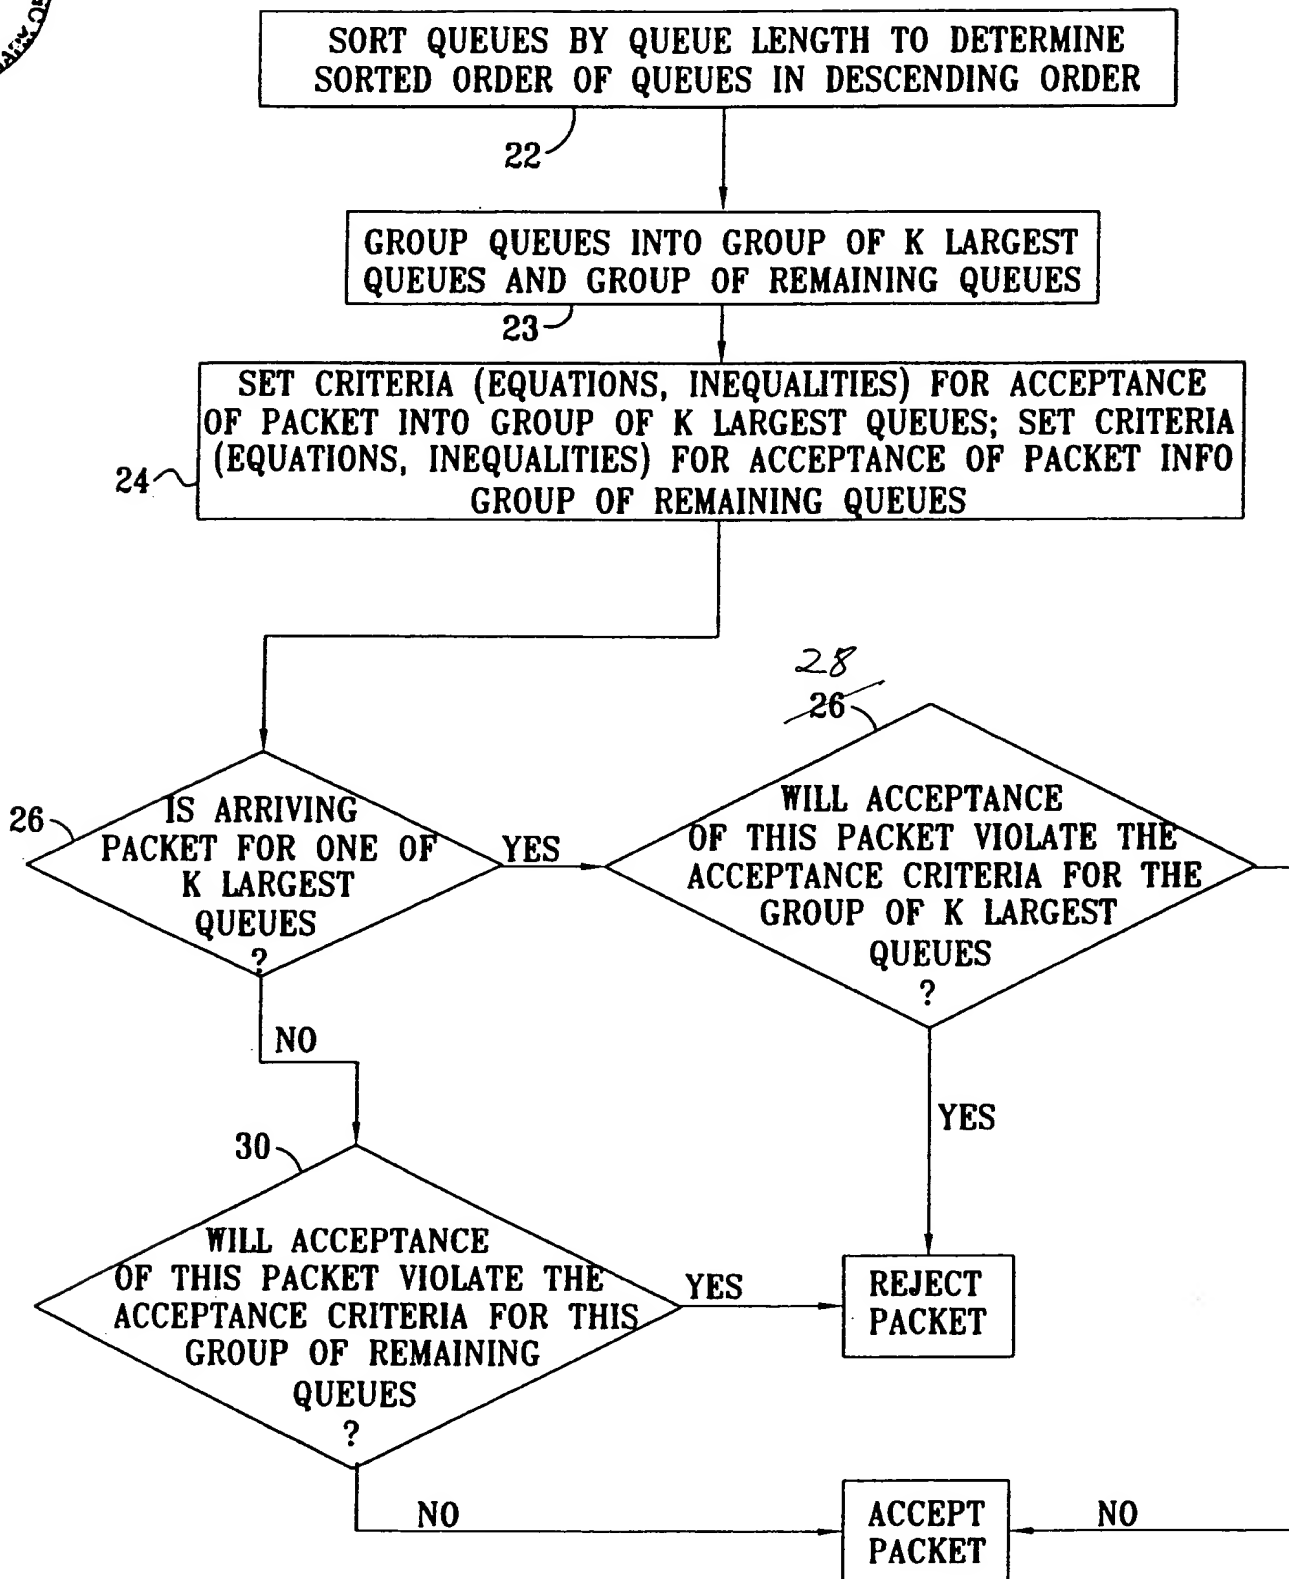 SORT QUEUES BY QUEUE LENGTH TO DETERMINE
SORTED ORDER OF QUEUES IN DESCENDING ORDER
22
GROUP QUEUES INTO GROUP OF K LARGEST
QUEUES AND GROUP OF REMAINING QUEUES
23
SET CRITERIA (EQUATIONS, INEQUALITIES) FOR ACCEPTANCE
OF PACKET INTO GROUP OF K LARGEST QUEUES; SET CRITERIA
(EQUATIONS, INEQUALITIES) FOR ACCEPTANCE OF PACKET INFO
GROUP OF REMAINING QUEUES
24
28
26
26
IS ARRIVING
PACKET FOR ONE OF
K LARGEST
QUEUES
?
YES
WILL ACCEPTANCE
OF THIS PACKET VIOLATE THE
ACCEPTANCE CRITERIA FOR THE
GROUP OF K LARGEST
QUEUES
?
NO
YES
30
WILL ACCEPTANCE
OF THIS PACKET VIOLATE THE
ACCEPTANCE CRITERIA FOR THIS
GROUP OF REMAINING
QUEUES
?
YES
REJECT
PACKET
NO
ACCEPT
PACKET
NO